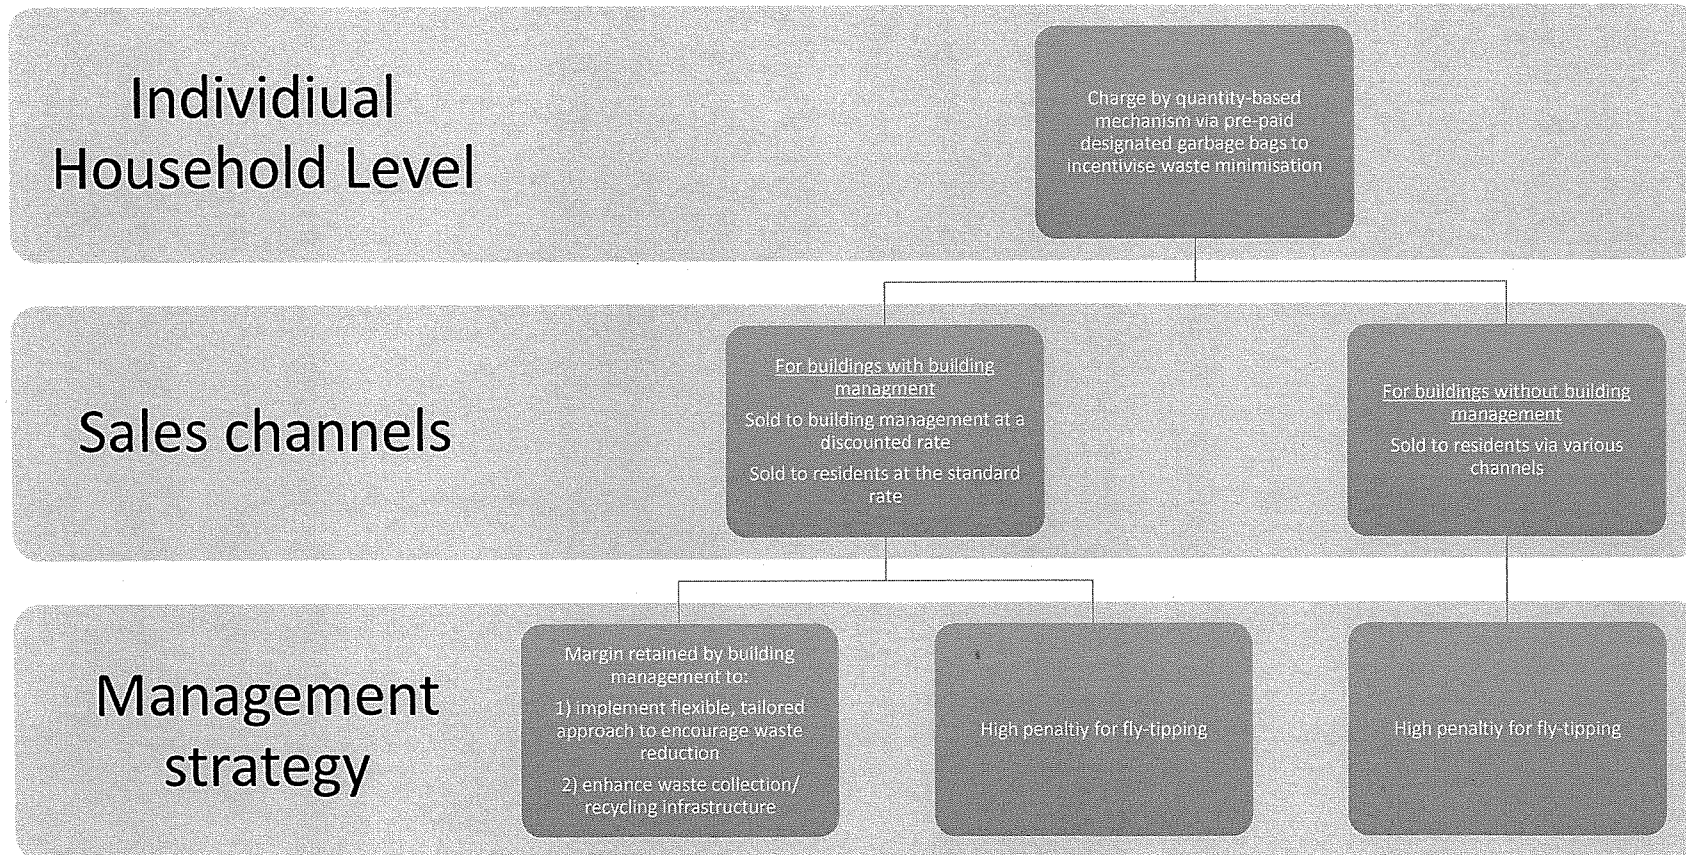 Individiual
Household Level
Charge by quantity-based
mechanism via pre-paid
designated garbage bags to
incentivise waste minimisation
Sales channels
For buildings with building
managment
Sold to building management at a
discounted rate
Sold to residents at the standard
rate
For buildings without building
management
Sold to residents via various
channels
Management
strategy
Margin retained by building
management to:
1) implement flexible, tailored
approach to encourage waste
reduction
2) enhance waste collection/
recycling infrastructure
High penaltiy for fly-tipping
High penaltiy for fly-tipping